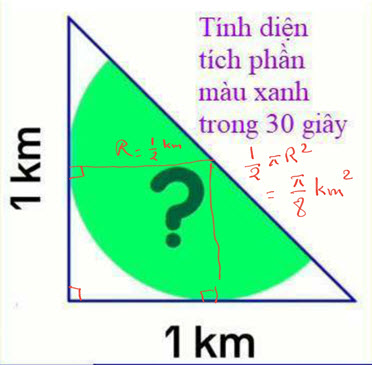 Tính diện
tích phần
màu xanh
trong 30 giây
R = 1/2 km
1/2 πR²
= π/8 km²
1 km
?
1 km